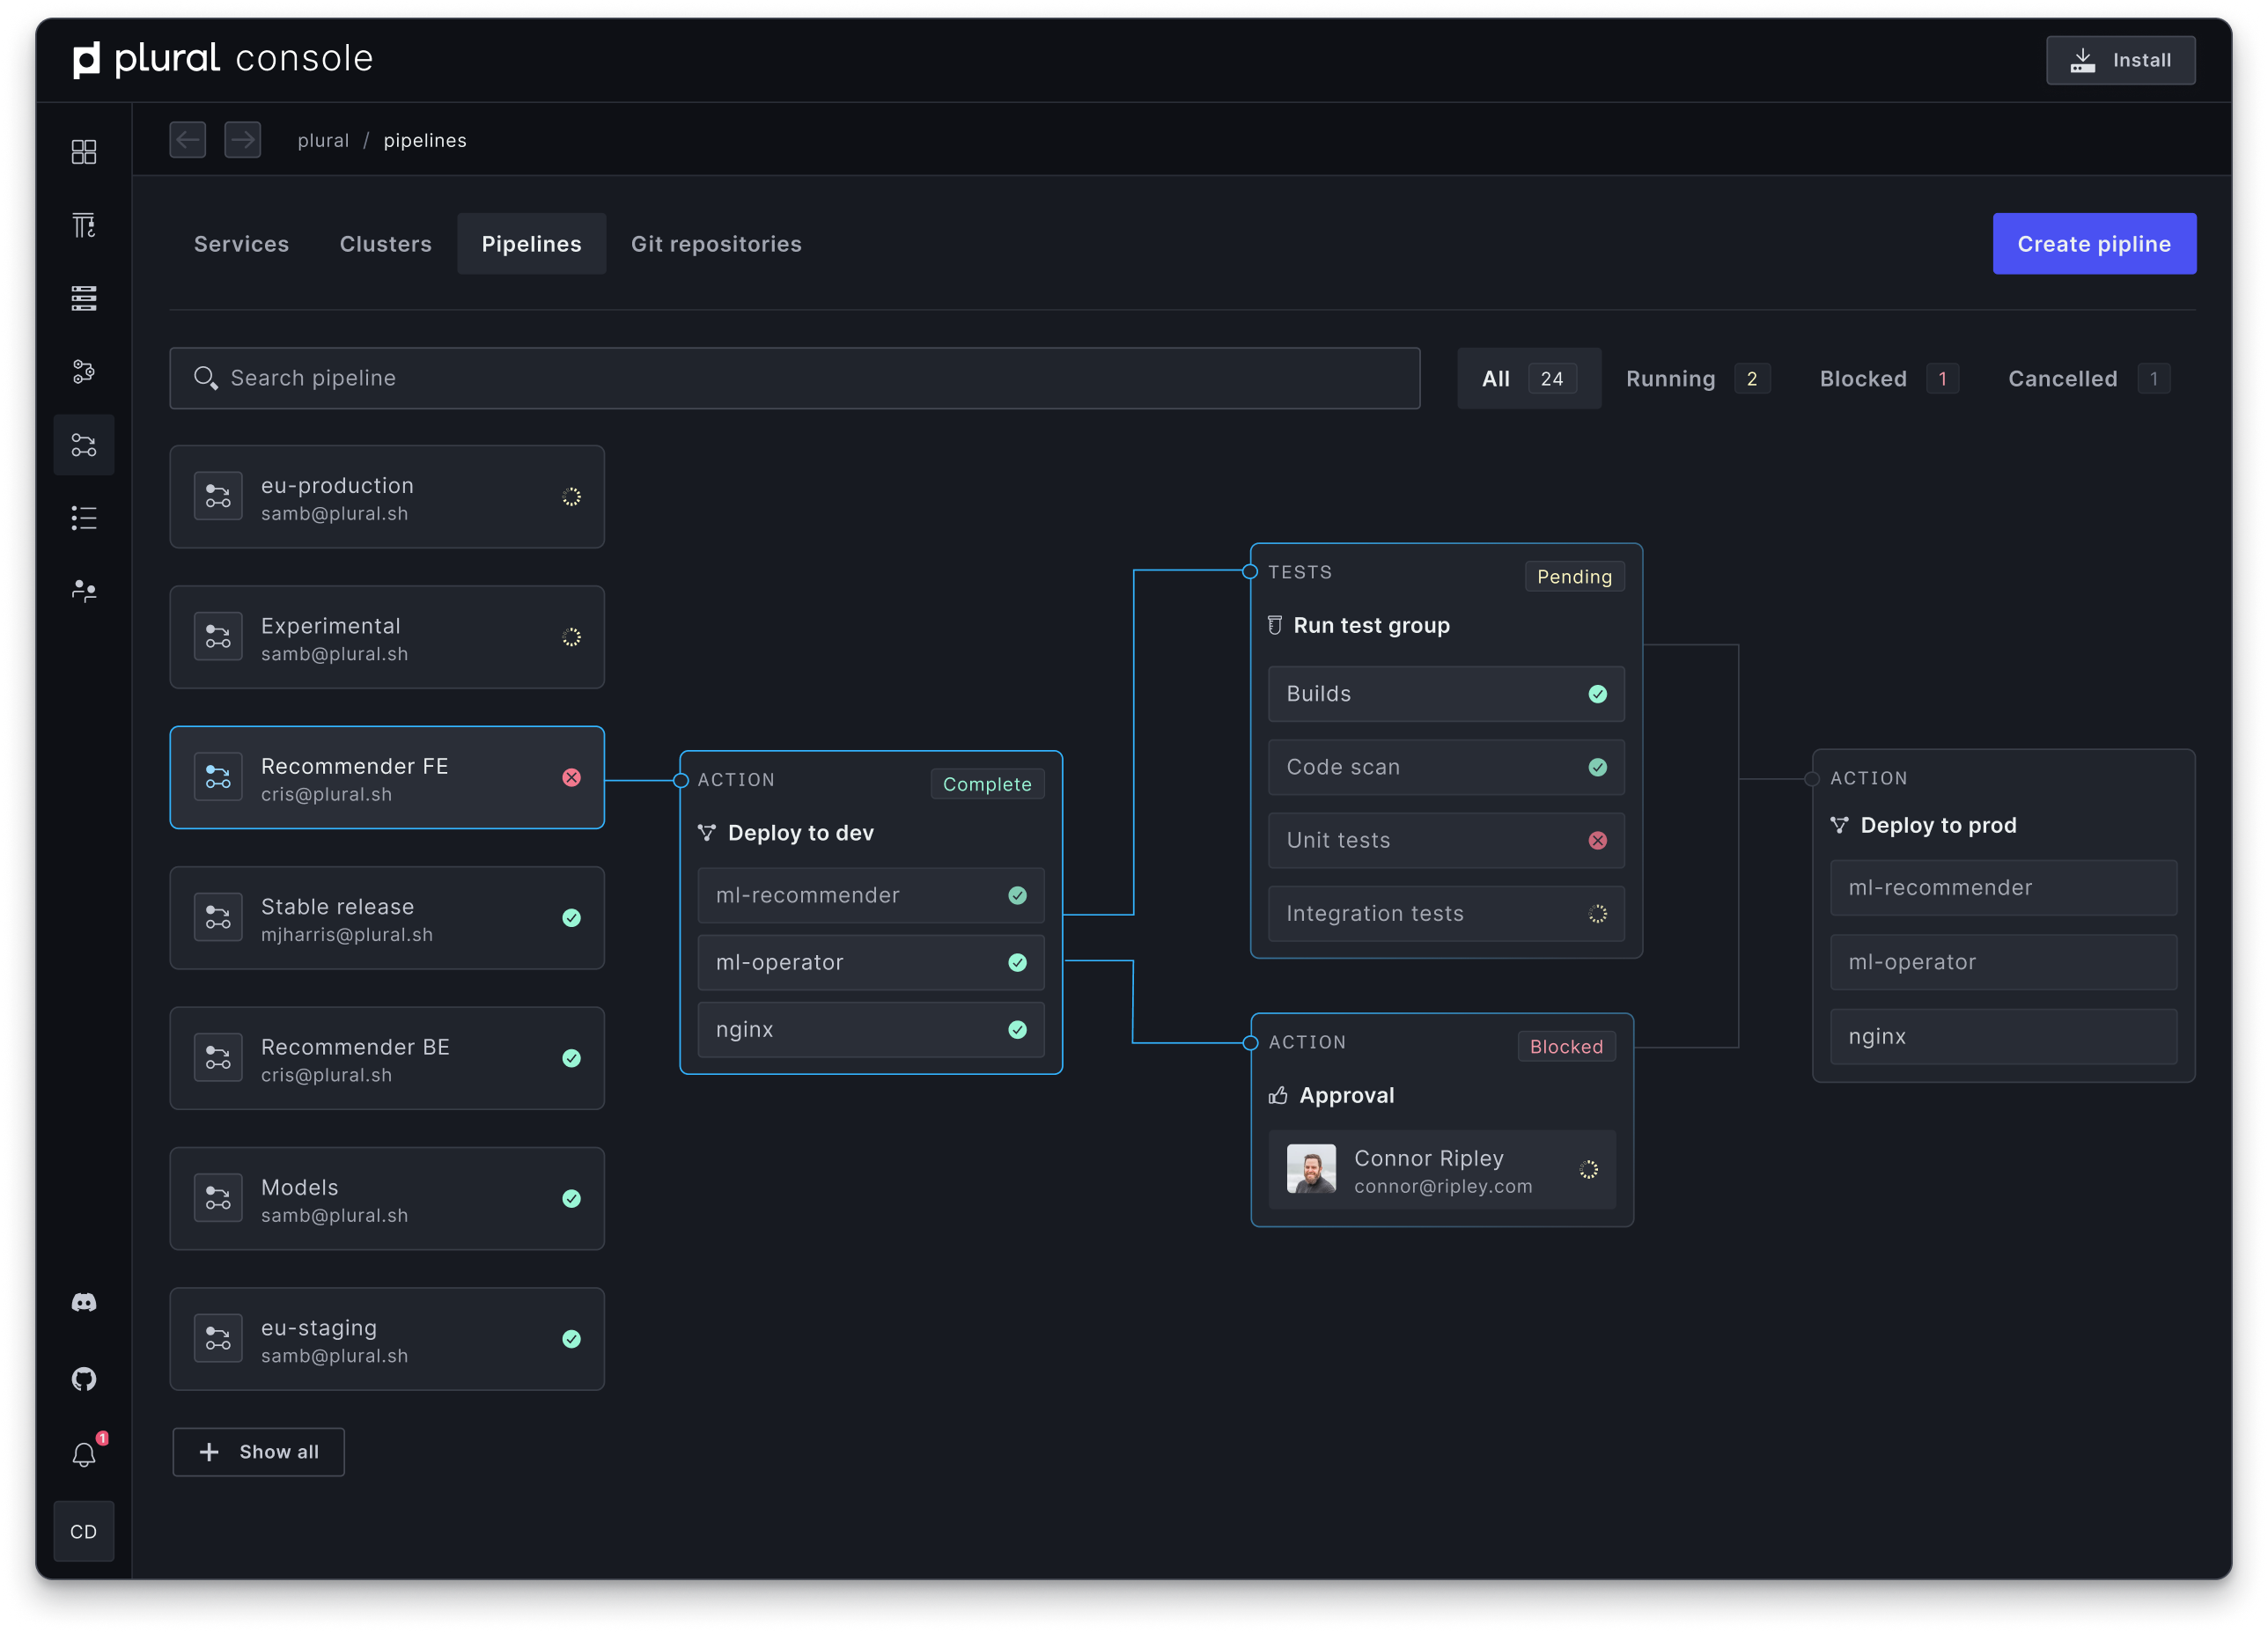 plural console
Install
plural / pipelines
Services Clusters Pipelines Git repositories
Create pipline
Search pipeline
All 24 Running 2 Blocked 1 Cancelled 1
eu-production
samb@plural.sh
Experimental
samb@plural.sh
Recommender FE
cris@plural.sh
Stable release
mjharris@plural.sh
Recommender BE
cris@plural.sh
Models
samb@plural.sh
eu-staging
samb@plural.sh
Show all
ACTION
Complete
Deploy to dev
ml-recommender
ml-operator
nginx
TESTS
Pending
Run test group
Builds
Code scan
Unit tests
Integration tests
ACTION
Blocked
Approval
Connor Ripley
connor@ripley.com
ACTION
Deploy to prod
ml-recommender
ml-operator
nginx
1
CD